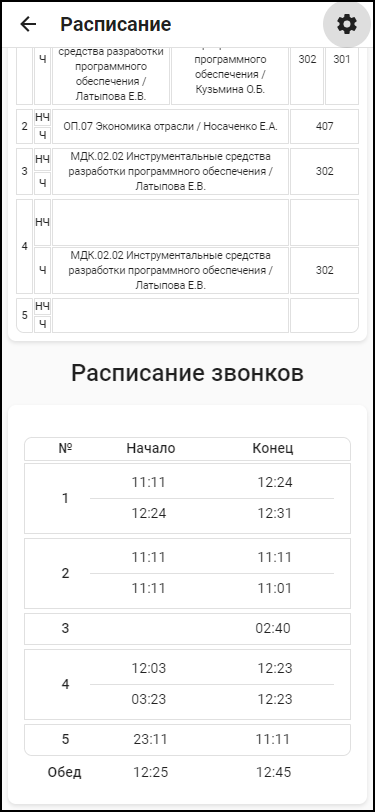 Расписание
средства разработки
программного
обеспечения /
Латыпова Е.В.
Ч
программного
обеспечения /
Кузьмина О.Б.
302 301
2 НЧ Ч ОП.07 Экономика отрасли / Носаченко Е.А. 407
3 НЧ Ч МДК.02.02 Инструментальные средства
разработки программного обеспечения /
Латыпова Е.В.
302
4 НЧ
Ч МДК.02.02 Инструментальные средства
разработки программного обеспечения /
Латыпова Е.В.
302
5 НЧ
Ч
Расписание звонков
№ Начало Конец
1 11:11 12:24
12:24 12:31
2 11:11 11:11
11:11 11:01
3 02:40
4 12:03 12:23
03:23 12:23
5 23:11 11:11
Обед 12:25 12:45